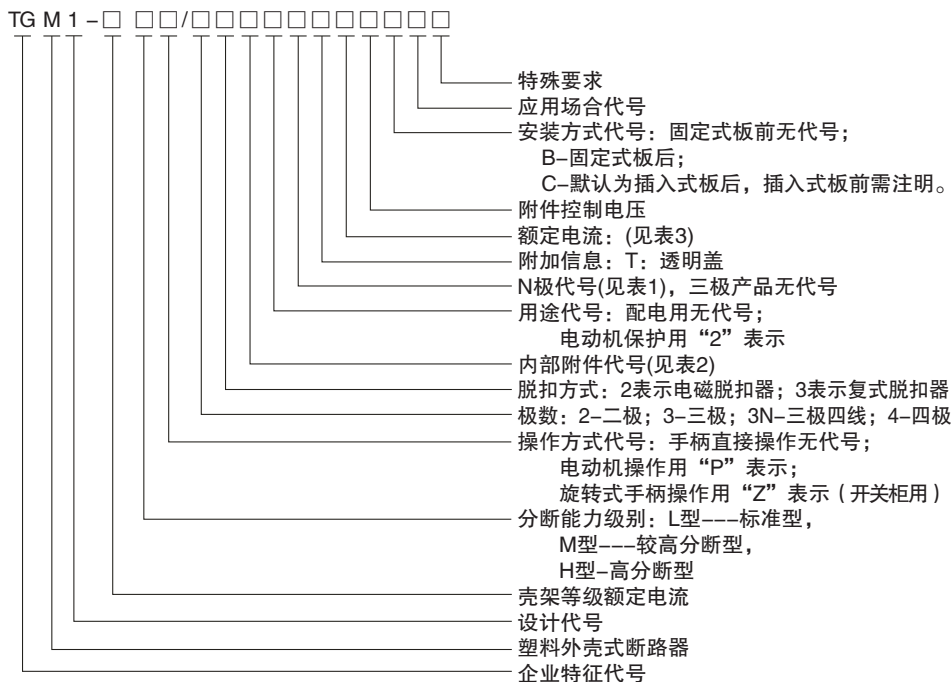 TG M 1 – □ □□/□□□□□□□□□□□
特殊要求
应用场合代号
安装方式代号：固定式板前无代号；
B–固定式板后；
C–默认为插入式板后，插入式板前需注明。
附件控制电压
额定电流：(见表3)
附加信息：T：透明盖
N极代号(见表1)，三极产品无代号
用途代号：配电用无代号；
电动机保护用“2”表示
内部附件代号(见表2)
脱扣方式：2表示电磁脱扣器；3表示复式脱扣器
极数：2–二极；3–三极；3N–三极四线；4–四极
操作方式代号：手柄直接操作无代号；
电动机操作用“P”表示；
旋转式手柄操作用“Z”表示（开关柜用）
分断能力级别：L型–––标准型，
M型–––较高分断型，
H型–高分断型
壳架等级额定电流
设计代号
塑料外壳式断路器
企业特征代号